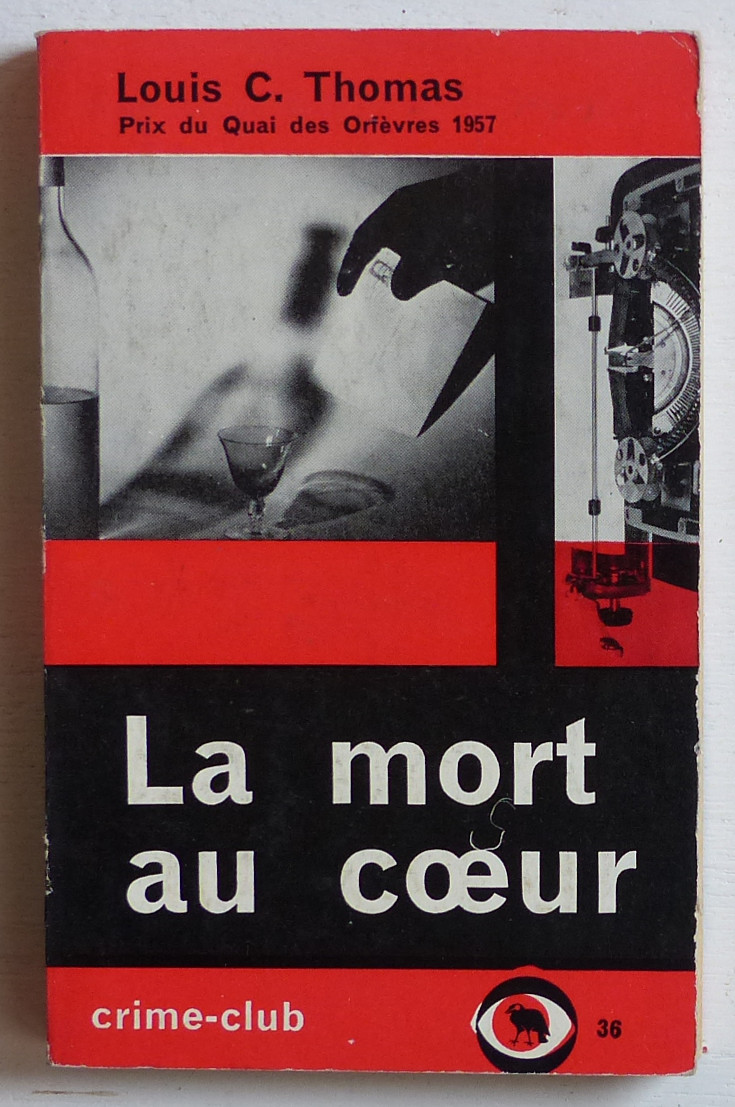 Louis C. Thomas
Prix du Quai des Orfèvres 1957
La mort
au cœur
crime-club
36